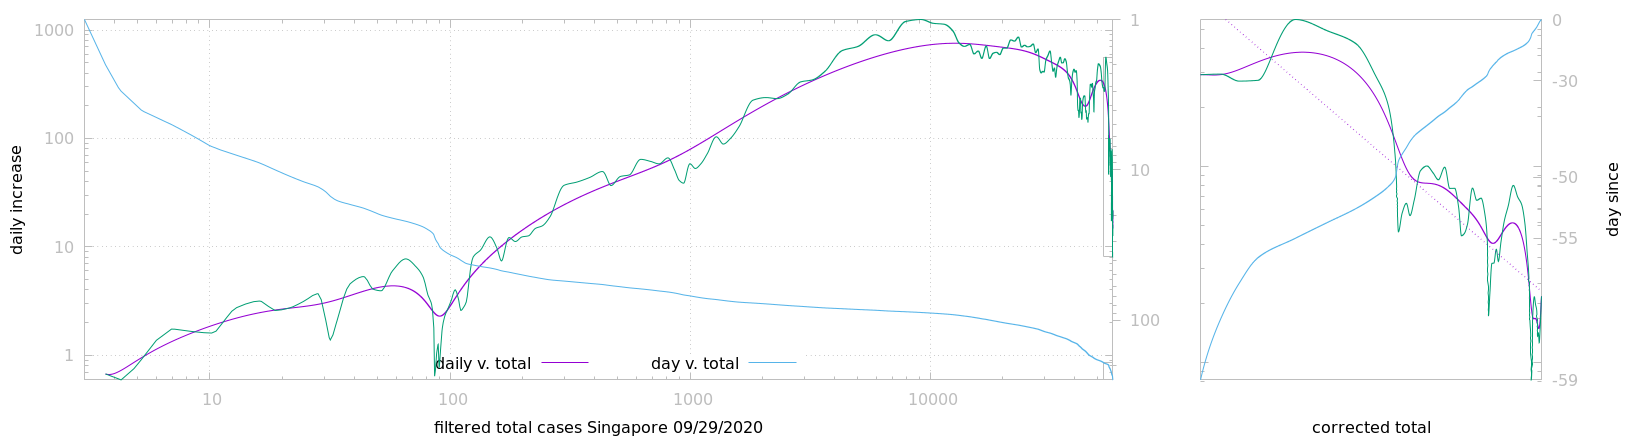 1000
100
10
1
daily increase
daily v. total
day v. total
10
100
1000
10000
filtered total cases Singapore 09/29/2020
1
10
100
0
-30
-50
-55
-59
day since
corrected total